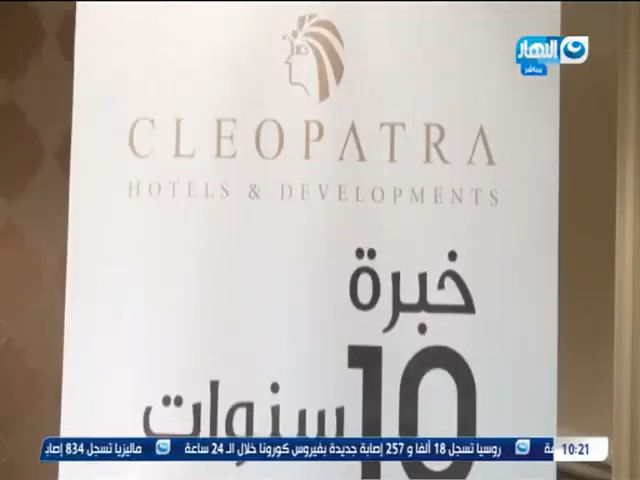 النهار
مباشر
CLEOPATRA
HOTELS & DEVELOPMENTS
خبرة
10 سنوات
10:21 روسيا تسجل 18 ألفا و 257 إصابة جديدة بفيروس كورونا خلال الـ 24 ساعة ماليزيا تسجل 834